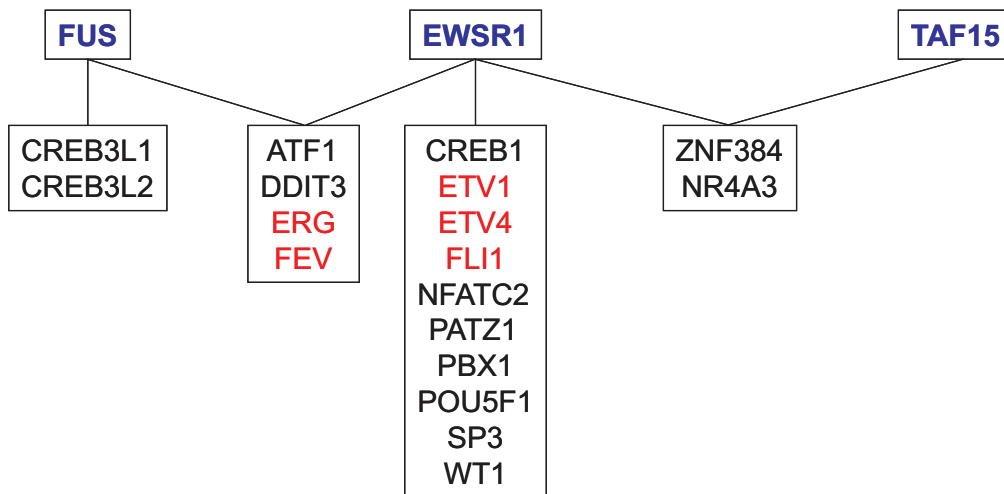 FUS
EWSR1
TAF15
CREB3L1
CREB3L2
ATF1
DDIT3
ERG
FEV
CREB1
ETV1
ETV4
FLI1
NFATC2
PATZ1
PBX1
POU5F1
SP3
WT1
ZNF384
NR4A3